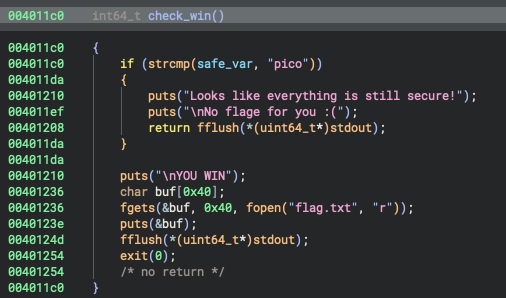 004011c0 int64_t check_win()
004011c0 {
004011c0 if (strcmp(safe_var, "pico"))
004011da {
00401210 puts("Looks like everything is still secure!");
004011ef puts("\nNo flage for you :(");
00401208 return fflush(*(uint64_t*)stdout);
004011da }
004011da
00401210 puts("\nYOU WIN");
00401236 char buf[0x40];
00401236 fgets(&buf, 0x40, fopen("flag.txt", "r"));
0040123e puts(&buf);
0040124d fflush(*(uint64_t*)stdout);
00401254 exit(0);
00401254 /* no return */
004011c0 }